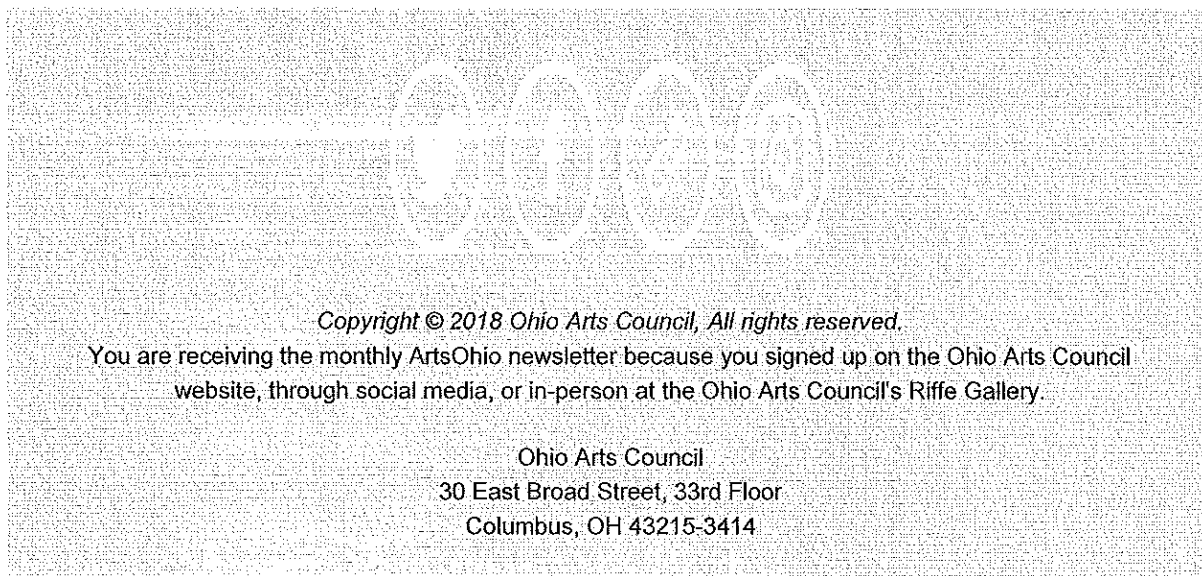 Copyright © 2018 Ohio Arts Council, All rights reserved.
You are receiving the monthly ArtsOhio newsletter because you signed up on the Ohio Arts Council
website, through social media, or in-person at the Ohio Arts Council's Riffe Gallery.
Ohio Arts Council
30 East Broad Street, 33rd Floor
Columbus, OH 43215-3414